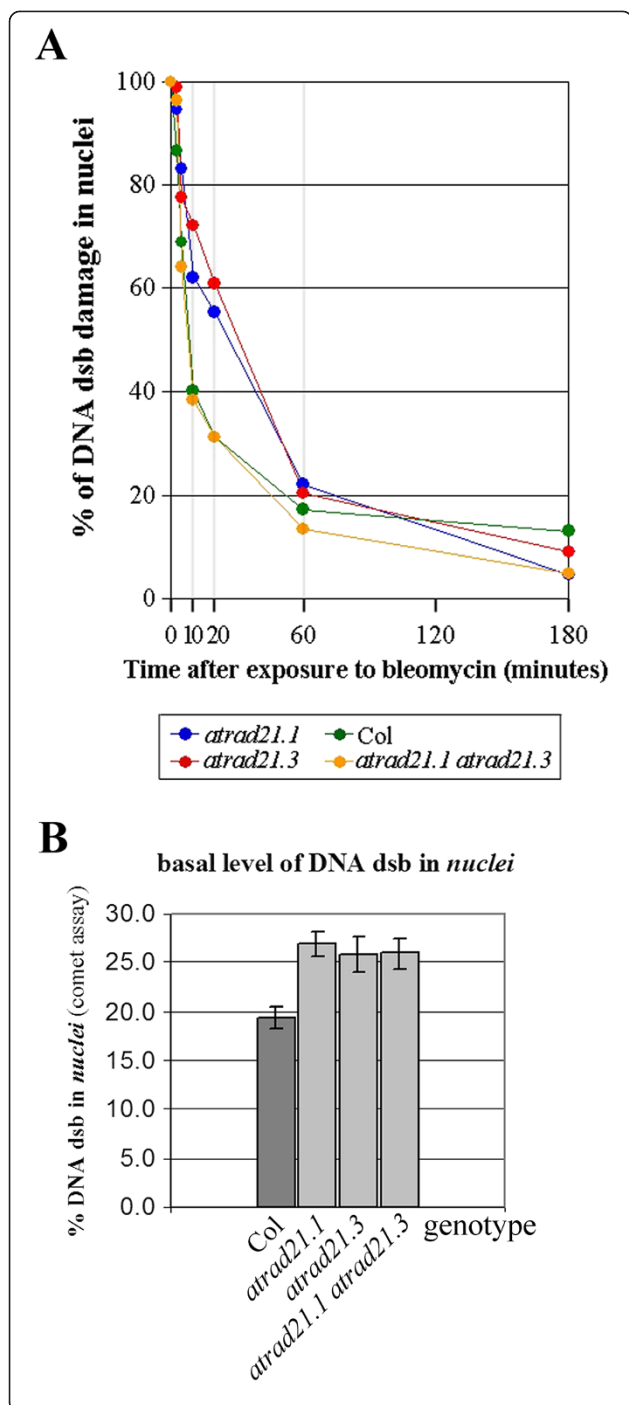 A
% of DNA dsb damage in nuclei
100
80
60
40
20
0
0 10 20 60 120 180
Time after exposure to bleomycin (minutes)
atrad21.1 Col
atrad21.3 atrad21.1 atrad21.3
B
basal level of DNA dsb in nuclei
% DNA dsb in nuclei (comet assay)
30.0
25.0
20.0
15.0
10.0
5.0
0.0
Col
atrad21.1
atrad21.3
atrad21.1 atrad21.3
genotype